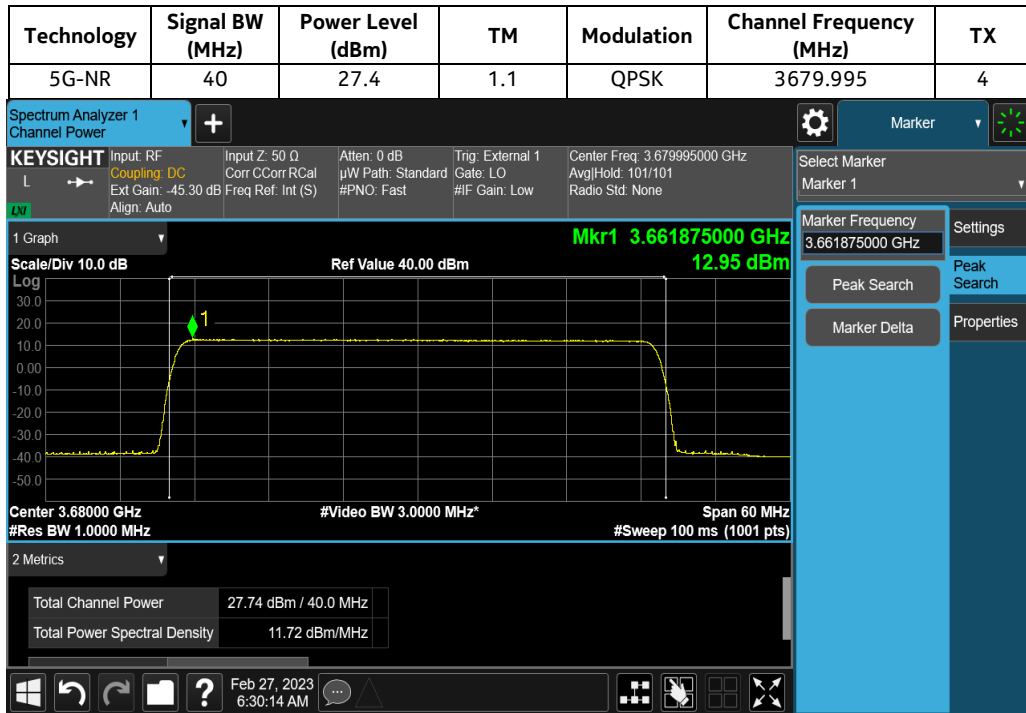 Technology Signal BW (MHz) Power Level (dBm) TM Modulation Channel Frequency (MHz) TX
5G-NR 40 27.4 1.1 QPSK 3679.995 4
Spectrum Analyzer 1
Channel Power
Marker
KEYSIGHT Input: RF Input Z: 50 Ω Atten: 0 dB Trig: External 1 Center Freq: 3.679995000 GHz
L Coupling: DC Corr CCorr RCal µW Path: Standard Gate: LO Avg|Hold: 101/101
Ext Gain: -45.30 dB Freq Ref: Int (S) #PNO: Fast #IF Gain: Low Radio Std: None
LXI Align: Auto
Select Marker
Marker 1
1 Graph
Mkr1 3.661875000 GHz
Scale/Div 10.0 dB Ref Value 40.00 dBm 12.95 dBm
Log
30.0
20.0
10.0
0.00
-10.0
-20.0
-30.0
-40.0
-50.0
1
Center 3.68000 GHz #Video BW 3.0000 MHz* Span 60 MHz
#Res BW 1.0000 MHz #Sweep 100 ms (1001 pts)
Marker Frequency
3.661875000 GHz
Peak Search
Marker Delta
Settings
Peak
Search
Properties
2 Metrics
Total Channel Power 27.74 dBm / 40.0 MHz
Total Power Spectral Density 11.72 dBm/MHz
?
Feb 27, 2023
6:30:14 AM